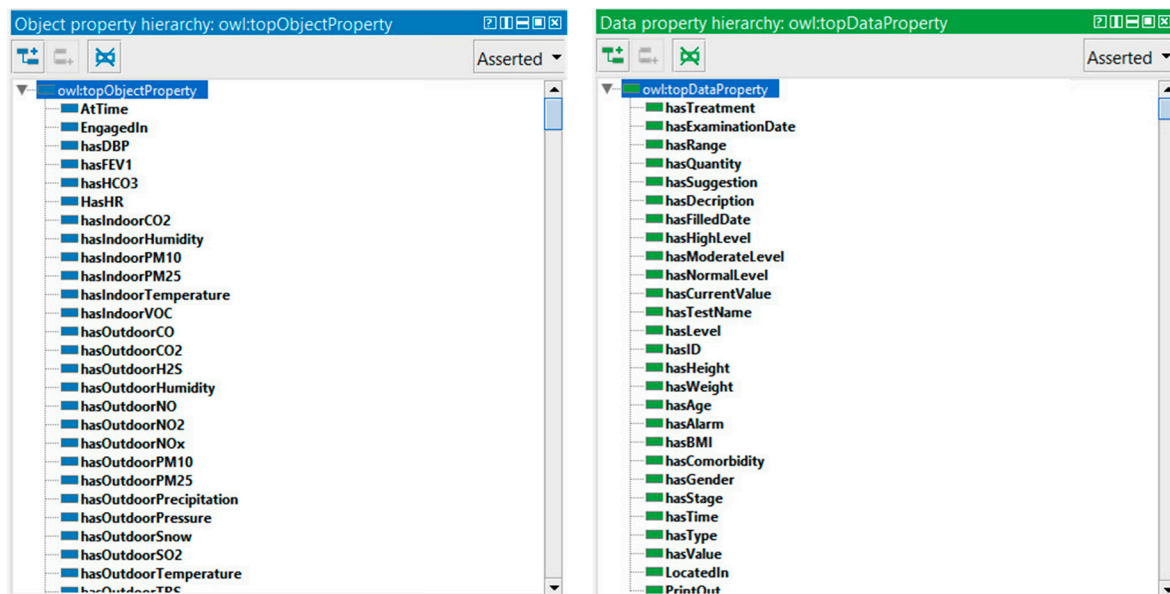 Object property hierarchy: owl:topObjectProperty
Asserted
owl:topObjectProperty
AtTime
EngagedIn
hasDBP
hasFEV1
hasHCO3
HasHR
hasIndoorCO2
hasIndoorHumidity
hasIndoorPM10
hasIndoorPM25
hasIndoorTemperature
hasIndoorVOC
hasOutdoorCO
hasOutdoorCO2
hasOutdoorH2S
hasOutdoorHumidity
hasOutdoorNO
hasOutdoorNO2
hasOutdoorNOx
hasOutdoorPM10
hasOutdoorPM25
hasOutdoorPrecipitation
hasOutdoorPressure
hasOutdoorSnow
hasOutdoorSO2
hasOutdoorTemperature
hasOutdoorTRS
Data property hierarchy: owl:topDataProperty
Asserted
owl:topDataProperty
hasTreatment
hasExaminationDate
hasRange
hasQuantity
hasSuggestion
hasDecription
hasFilledDate
hasHighLevel
hasModerateLevel
hasNormalLevel
hasCurrentValue
hasTestName
hasLevel
hasID
hasHeight
hasWeight
hasAge
hasAlarm
hasBMI
hasComorbidity
hasGender
hasStage
hasTime
hasType
hasValue
LocatedIn
PrintOut